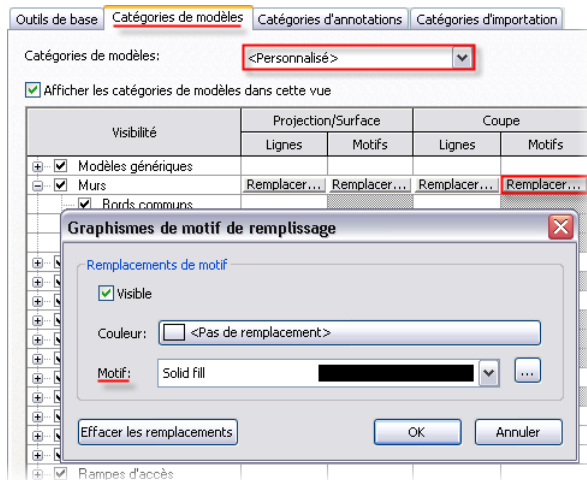 Outils de base Catégories de modèles Catégories d'annotations Catégories d'importation
Catégories de modèles: <Personnalisé>
Afficher les catégories de modèles dans cette vue
Visibilité Projection/Surface Coupe
Lignes Motifs Lignes Motifs
Modèles génériques
Murs Remplacer... Remplacer... Remplacer... Remplacer...
Bords communs
Graphismes de motif de remplissage
Remplacements de motif
Visible
Couleur: <Pas de remplacement>
Motif: Solid fill ...
Effacer les remplacements OK Annuler
Rampes d'accès